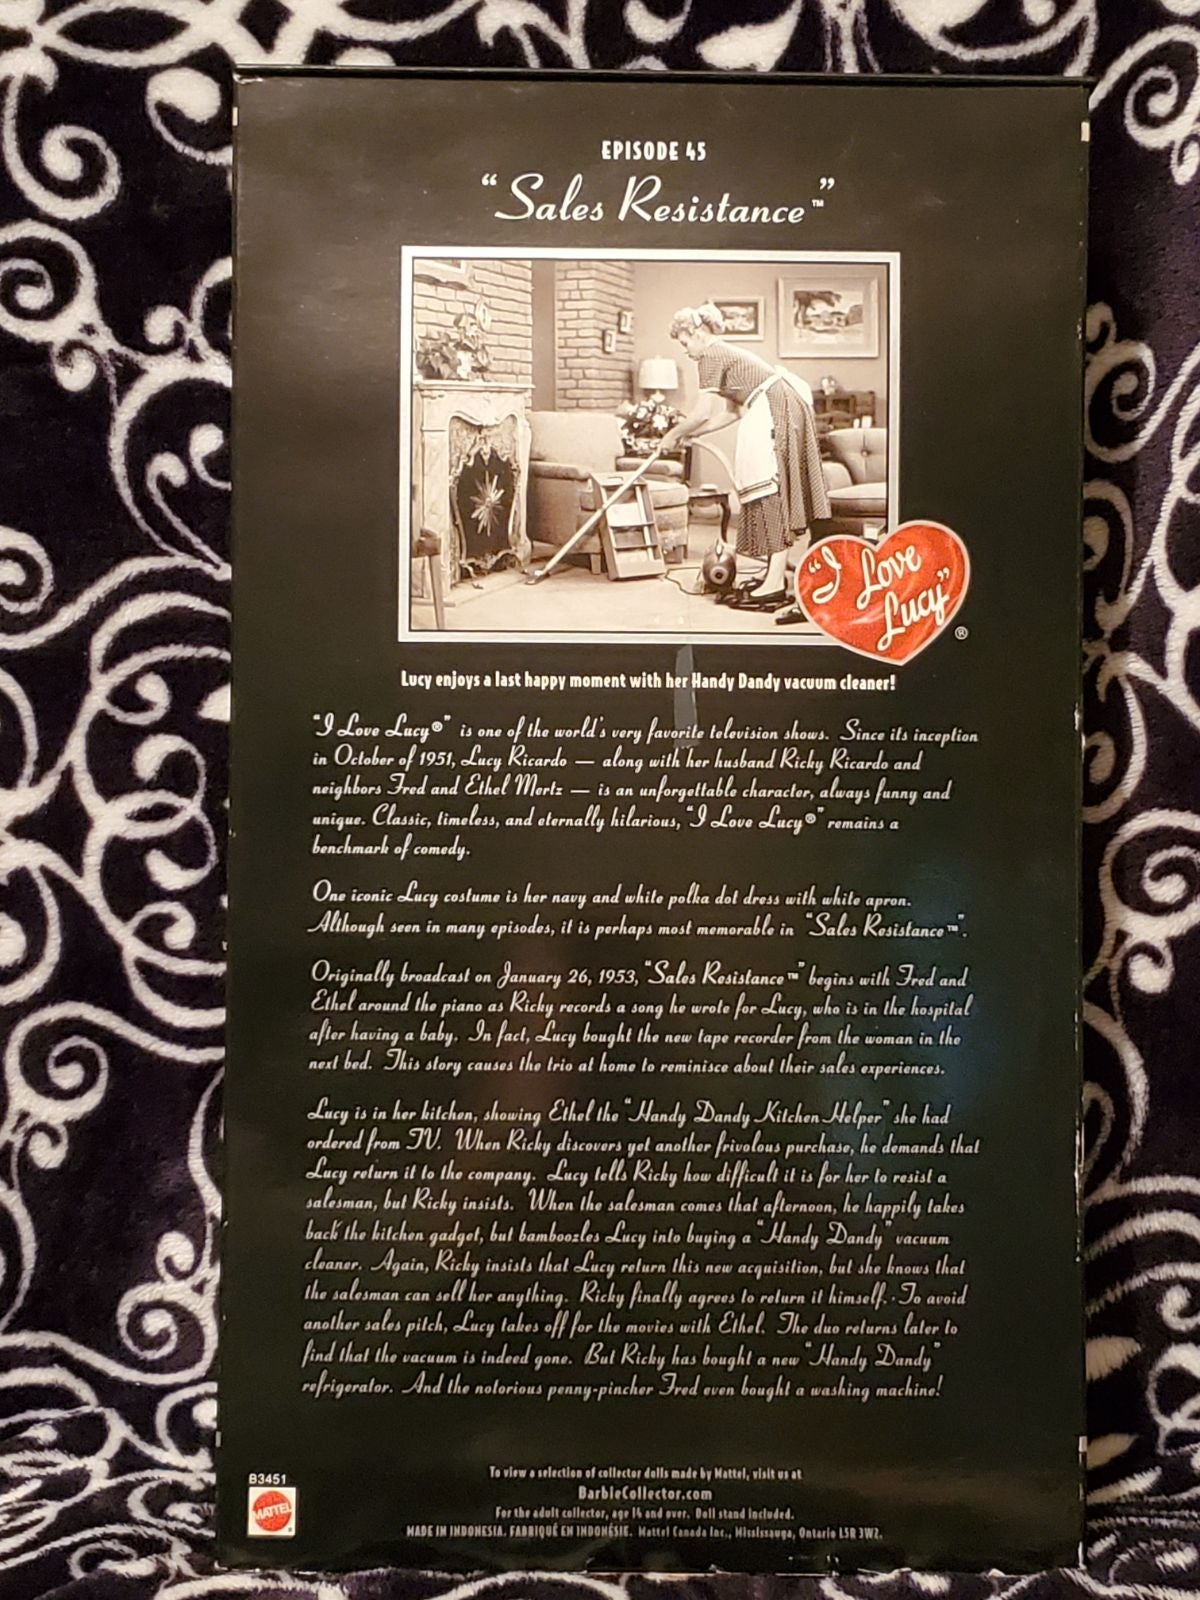 EPISODE 45
“Sales Resistance™”
“I Love Lucy”®
Lucy enjoys a last happy moment with her Handy Dandy vacuum cleaner!
“I Love Lucy®” is one of the world's very favorite television shows. Since its inception
in October of 1951, Lucy Ricardo — along with her husband Ricky Ricardo and
neighbors Fred and Ethel Mertz — is an unforgettable character, always funny and
unique. Classic, timeless, and eternally hilarious, “I Love Lucy®” remains a
benchmark of comedy.
One iconic Lucy costume is her navy and white polka dot dress with white apron.
Although seen in many episodes, it is perhaps most memorable in “Sales Resistance™”.
Originally broadcast on January 26, 1953, “Sales Resistance™” begins with Fred and
Ethel around the piano as Ricky records a song he wrote for Lucy, who is in the hospital
after having a baby. In fact, Lucy bought the new tape recorder from the woman in the
next bed. This story causes the trio at home to reminisce about their sales experiences.
Lucy is in her kitchen, showing Ethel the “Handy Dandy Kitchen Helper” she had
ordered from TV. When Ricky discovers yet another frivolous purchase, he demands that
Lucy return it to the company. Lucy tells Ricky how difficult it is for her to resist a
salesman, but Ricky insists. When the salesman comes that afternoon, he happily takes
back the kitchen gadget, but bamboozles Lucy into buying a “Handy Dandy” vacuum
cleaner. Again, Ricky insists that Lucy return this new acquisition, but she knows that
the salesman can sell her anything. Ricky finally agrees to return it himself. To avoid
another sales pitch, Lucy takes off for the movies with Ethel. The duo returns later to
find that the vacuum is indeed gone. But Ricky has bought a new “Handy Dandy”
refrigerator. And the notorious penny-pincher Fred even bought a washing machine!
B3451
MATTEL
To view a selection of collector dolls made by Mattel, visit us at
BarbieCollector.com
For the adult collector, age 14 and over. Doll stand included.
MADE IN INDONESIA. FABRIQUÉ EN INDONÉSIE. Mattel Canada Inc., Mississauga, Ontario L5R 3W2.